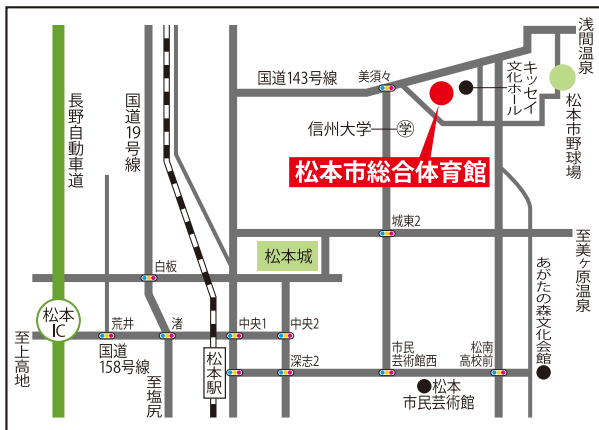 浅間温泉
キッセイ
文化ホール
松本市野球場
国道143号線
美須々
信州大学
学
松本市総合体育館
長野自動車道
国道19号線
城東2
至美ヶ原温泉
松本城
白板
あがたの森文化会館
松本
IC
荒井
渚
中央1
中央2
至上高地
国道
158号線
松本駅
深志2
市民
芸術館西
松南
高校前
至塩尻
松本
市民芸術館